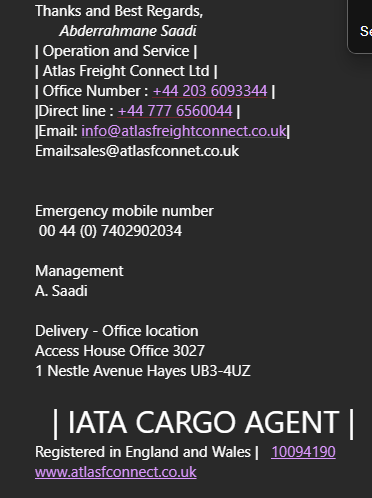 Thanks and Best Regards,
Abderrahmane Saadi
| Operation and Service |
| Atlas Freight Connect Ltd |
| Office Number : +44 203 6093344 |
|Direct line : +44 777 6560044 |
|Email: info@atlasfreightconnect.co.uk|
Email:sales@atlasfconnet.co.uk
Emergency mobile number
00 44 (0) 7402902034
Management
A. Saadi
Delivery - Office location
Access House Office 3027
1 Nestle Avenue Hayes UB3-4UZ
| IATA CARGO AGENT |
Registered in England and Wales | 10094190
www.atlasfconnect.co.uk